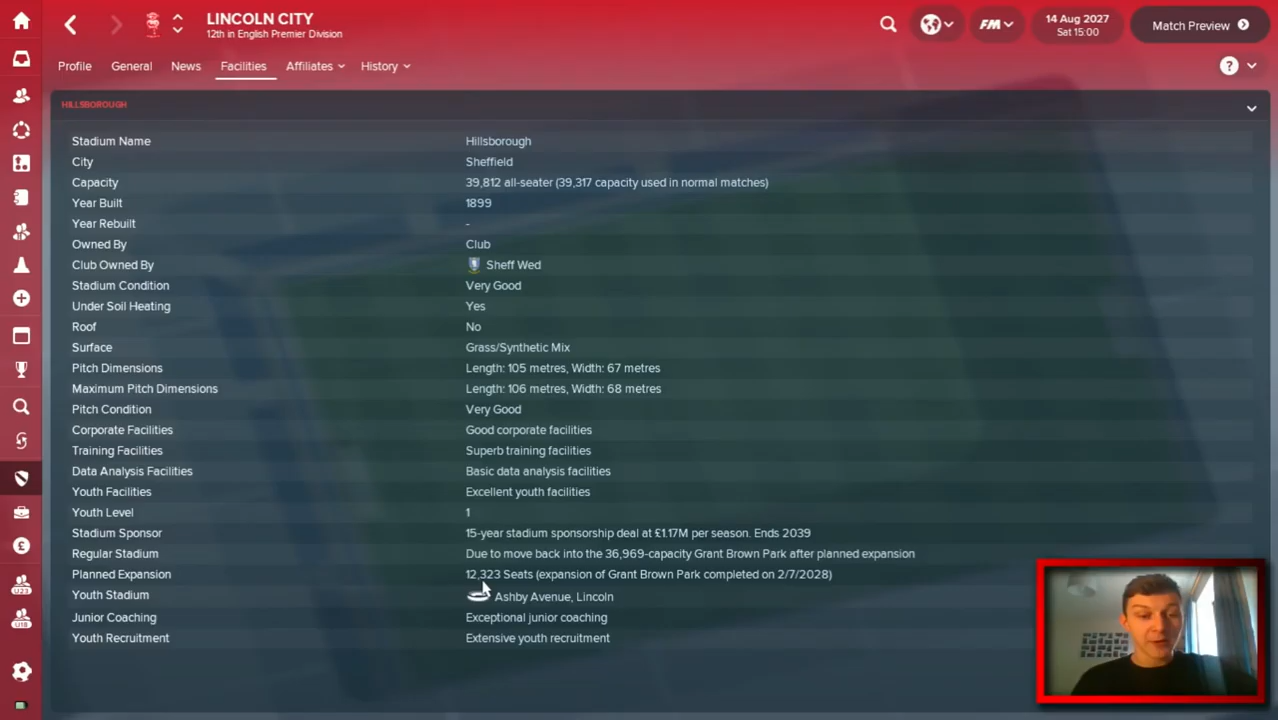 LINCOLN CITY
12th in English Premier Division
FM
14 Aug 2027
Sat 15:00
Match Preview
Profile
General
News
Facilities
Affiliates
History
?
HILLSBOROUGH
Stadium Name Hillsborough
City Sheffield
Capacity 39,812 all-seater (39,317 capacity used in normal matches)
Year Built 1899
Year Rebuilt -
Owned By Club
Club Owned By Sheff Wed
Stadium Condition Very Good
Under Soil Heating Yes
Roof No
Surface Grass/Synthetic Mix
Pitch Dimensions Length: 105 metres, Width: 67 metres
Maximum Pitch Dimensions Length: 106 metres, Width: 68 metres
Pitch Condition Very Good
Corporate Facilities Good corporate facilities
Training Facilities Superb training facilities
Data Analysis Facilities Basic data analysis facilities
Youth Facilities Excellent youth facilities
Youth Level 1
Stadium Sponsor 15-year stadium sponsorship deal at £1.17M per season. Ends 2039
Regular Stadium Due to move back into the 36,969-capacity Grant Brown Park after planned expansion
Planned Expansion 12,323 Seats (expansion of Grant Brown Park completed on 2/7/2028)
Youth Stadium Ashby Avenue, Lincoln
Junior Coaching Exceptional junior coaching
Youth Recruitment Extensive youth recruitment
£
U23
U18